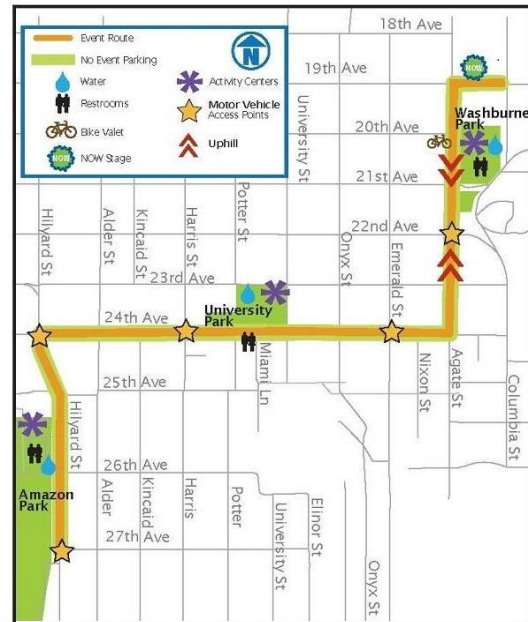 18th Ave
Event Route
No Event Parking
Water
Restrooms
Bike Valet
NOW Stage
N
Activity Centers
Motor Vehicle
Access Points
Uphill
19th Ave
NOW
Washburne
Park
20th Ave
21st Ave
22nd Ave
23rd Ave
24th Ave
25th Ave
26th Ave
27th Ave
University
Park
Amazon
Park
Hilyard St
Alder St
Kincaid St
Harris St
Potter St
University St
Onyx St
Emerald St
Miami Ln
Nixon St
Agate St
Columbia St
Hilyard St
Alder
Kincaid
Harris
Potter
University St
Elinor St
Onyx St